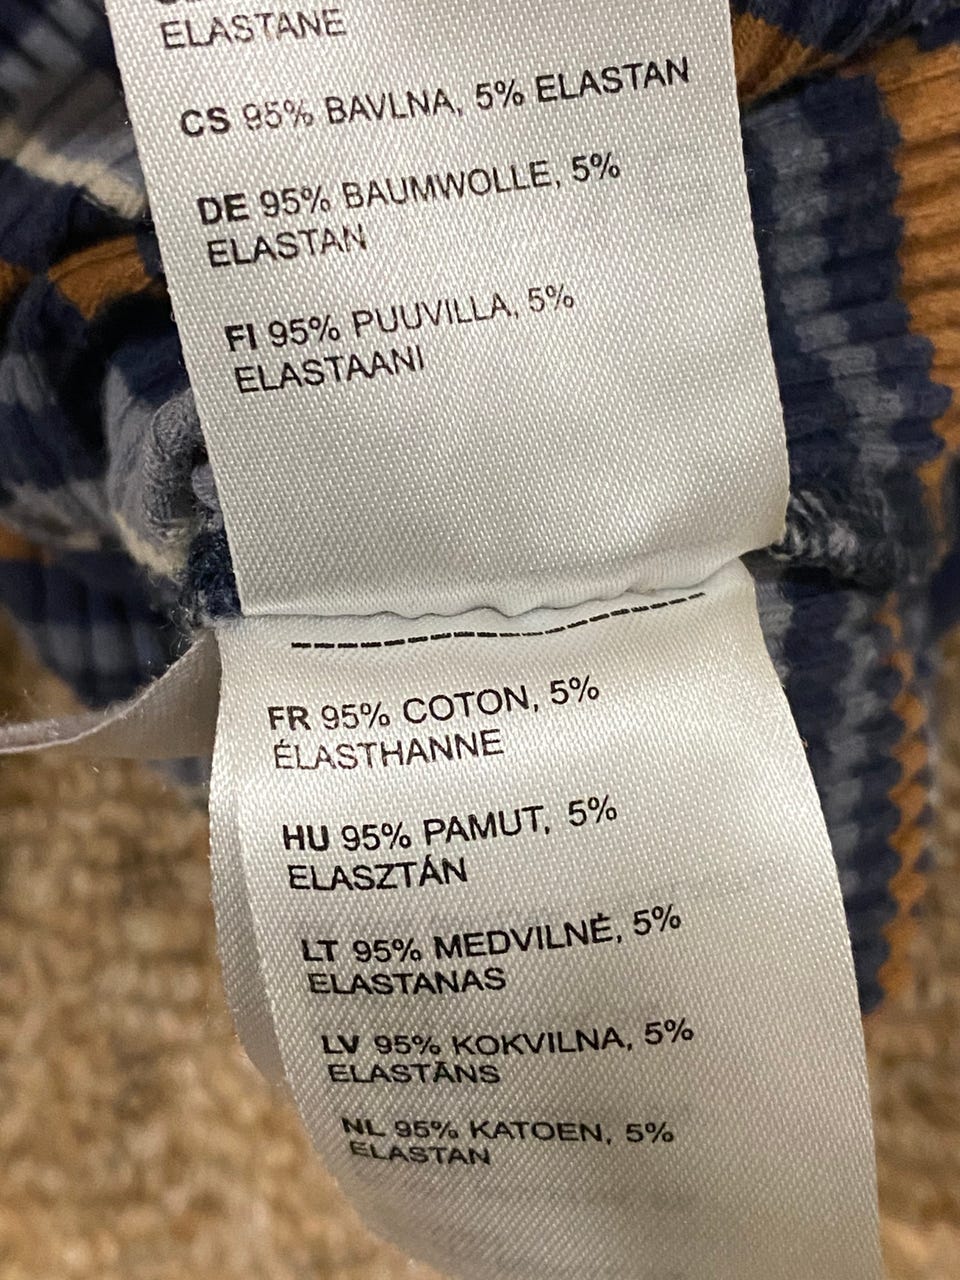 ELASTANE
CS 95% BAVLNA, 5% ELASTAN
DE 95% BAUMWOLLE, 5%
ELASTAN
FI 95% PUUVILLA, 5%
ELASTAANI
FR 95% COTON, 5%
ÉLASTHANNE
HU 95% PAMUT, 5%
ELASZTÁN
LT 95% MEDVILNĖ, 5%
ELASTANAS
LV 95% KOKVILNA, 5%
ELASTĀNS
NL 95% KATOEN, 5%
ELASTAN